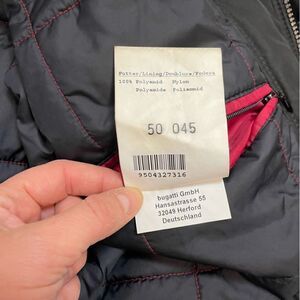 Futter/Lining/Doublure/Fodera
100% Polyamid Nylon
Polyamide Poliammid
50 045
9504327316
bugatti GmbH
Hansastrasse 55
32049 Herford
Deutschland